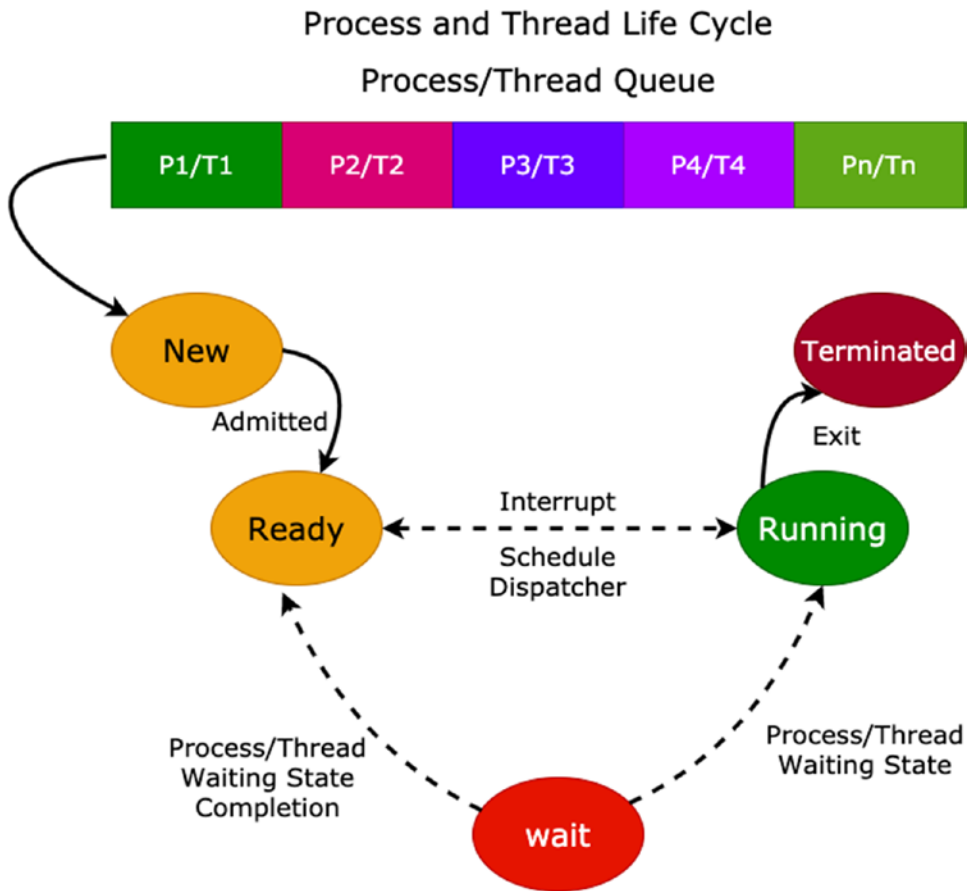 Process and Thread Life Cycle
Process/Thread Queue
P1/T1
P2/T2
P3/T3
P4/T4
Pn/Tn
New
Terminated
Admitted
Exit
Interrupt
Ready
Running
Schedule
Dispatcher
Process/Thread
Waiting State
Completion
Process/Thread
Waiting State
wait